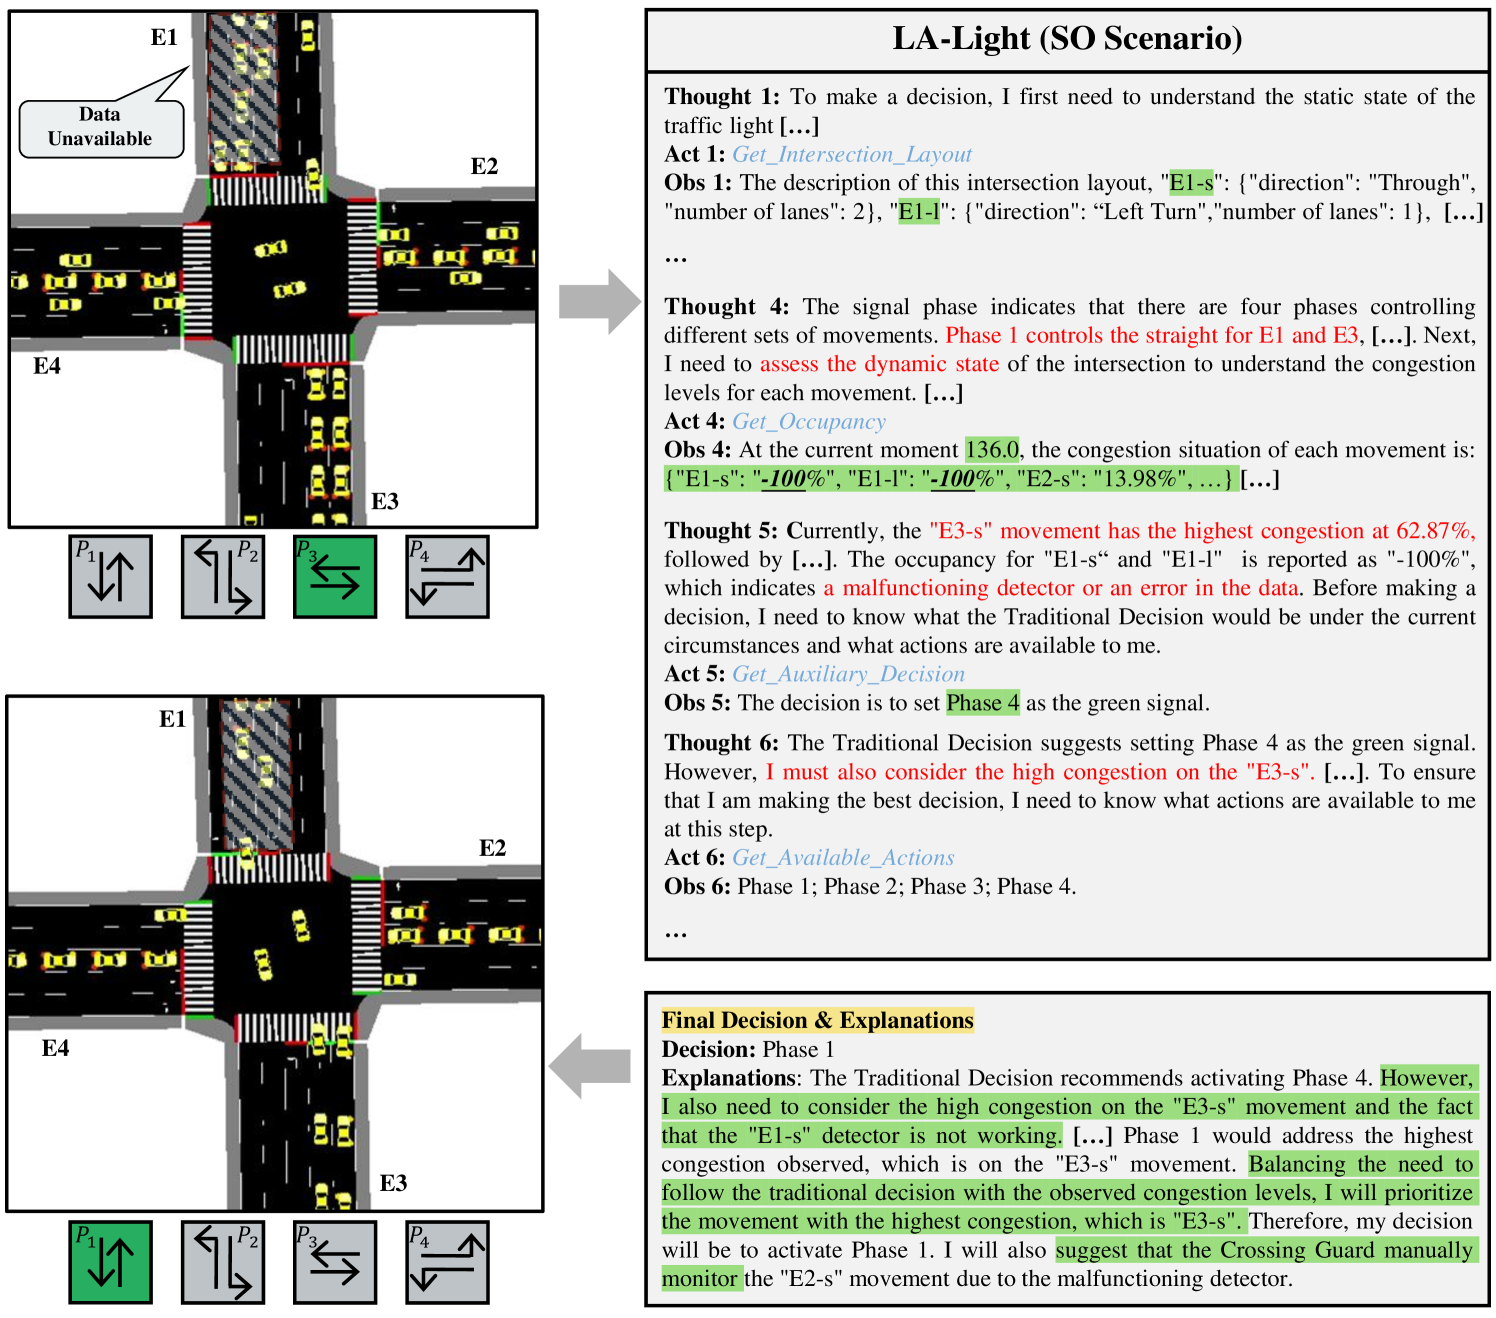 E1
Data
Unavailable
E2
E4
E3
P1
P2
P3
P4
LA-Light (SO Scenario)
Thought 1: To make a decision, I first need to understand the static state of the
traffic light […]
Act 1: Get_Intersection_Layout
Obs 1: The description of this intersection layout, "E1-s": {"direction": "Through",
"number of lanes": 2}, "E1-l": {"direction": “Left Turn","number of lanes": 1}, […]
…
Thought 4: The signal phase indicates that there are four phases controlling
different sets of movements. Phase 1 controls the straight for E1 and E3, […]. Next,
I need to assess the dynamic state of the intersection to understand the congestion
levels for each movement. […]
Act 4: Get_Occupancy
Obs 4: At the current moment 136.0, the congestion situation of each movement is:
{"E1-s": "-100%", "E1-l": "-100%", "E2-s": "13.98%", …} […]
Thought 5: Currently, the "E3-s" movement has the highest congestion at 62.87%,
followed by […]. The occupancy for "E1-s“ and "E1-l" is reported as "-100%",
which indicates a malfunctioning detector or an error in the data. Before making a
decision, I need to know what the Traditional Decision would be under the current
circumstances and what actions are available to me.
Act 5: Get_Auxiliary_Decision
Obs 5: The decision is to set Phase 4 as the green signal.
Thought 6: The Traditional Decision suggests setting Phase 4 as the green signal.
However, I must also consider the high congestion on the "E3-s". […]. To ensure
that I am making the best decision, I need to know what actions are available to me
at this step.
Act 6: Get_Available_Actions
Obs 6: Phase 1; Phase 2; Phase 3; Phase 4.
…
Final Decision & Explanations
Decision: Phase 1
Explanations: The Traditional Decision recommends activating Phase 4. However,
I also need to consider the high congestion on the "E3-s" movement and the fact
that the "E1-s" detector is not working. […] Phase 1 would address the highest
congestion observed, which is on the "E3-s" movement. Balancing the need to
follow the traditional decision with the observed congestion levels, I will prioritize
the movement with the highest congestion, which is "E3-s". Therefore, my decision
will be to activate Phase 1. I will also suggest that the Crossing Guard manually
monitor the "E2-s" movement due to the malfunctioning detector.
E1
E2
E4
E3
P1
P2
P3
P4